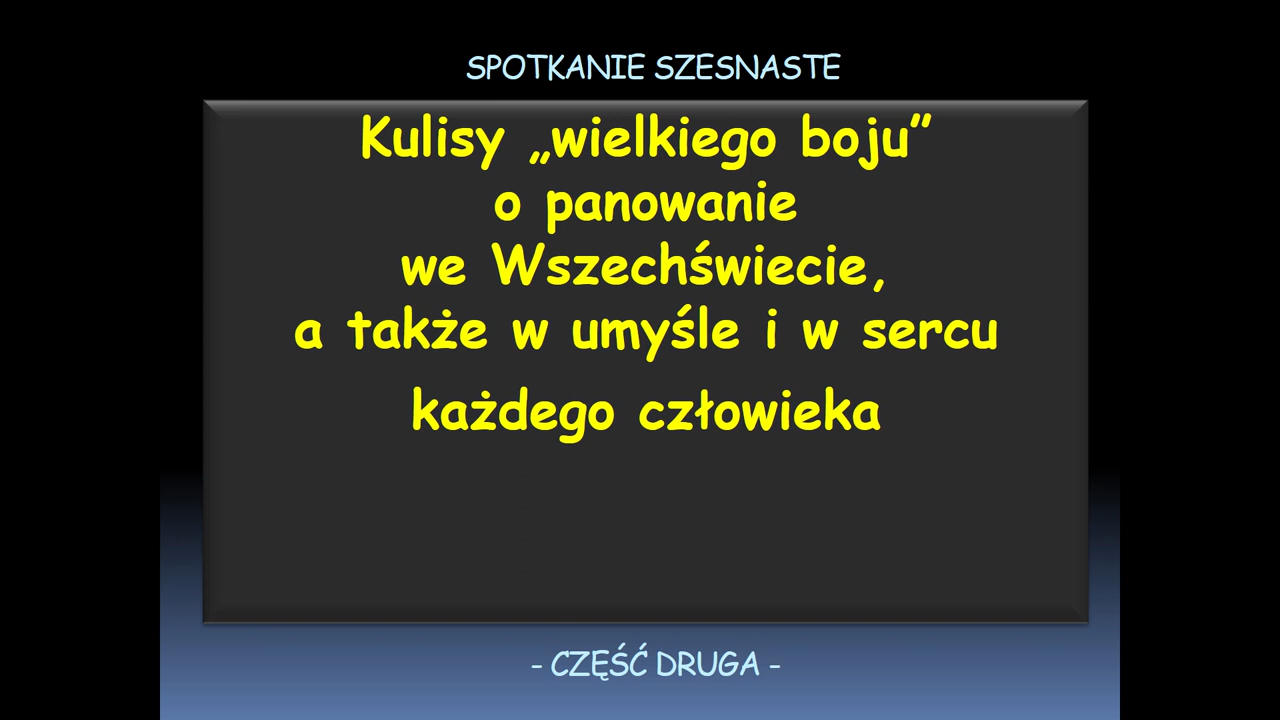 SPOTKANIE SZESNASTE
Kulisy „wielkiego boju”
o panowanie
we Wszechświecie,
a także w umyśle i w sercu
każdego człowieka
- CZĘŚĆ DRUGA -